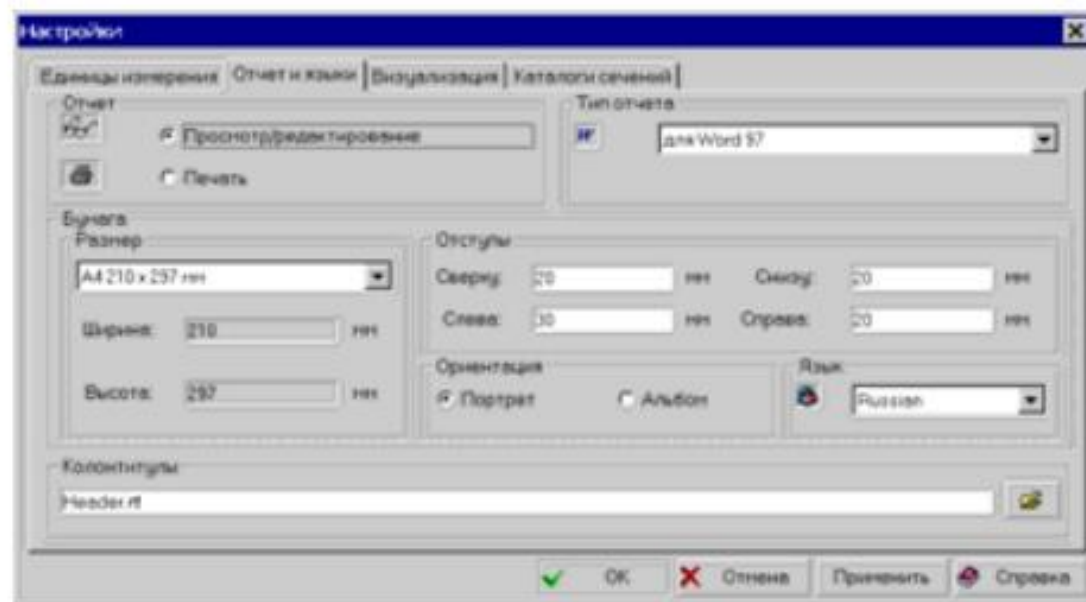 Настройки
Единицы измерения Отчет и языки Визуализация Каталоги сечений
Отчет
Просмотр/редактирование
Печать
Тип отчета
для Word 97
Бумага
Размер
A4 210 x 297 мм
Ширина: 210 мм
Высота: 297 мм
Отступы
Сверху: 20 мм Снизу: 20 мм
Слева: 30 мм Справа: 20 мм
Ориентация
Портрет Альбом
Язык
Russian
Колонтитулы
Header.rtf
OK Отмена Применить Справка